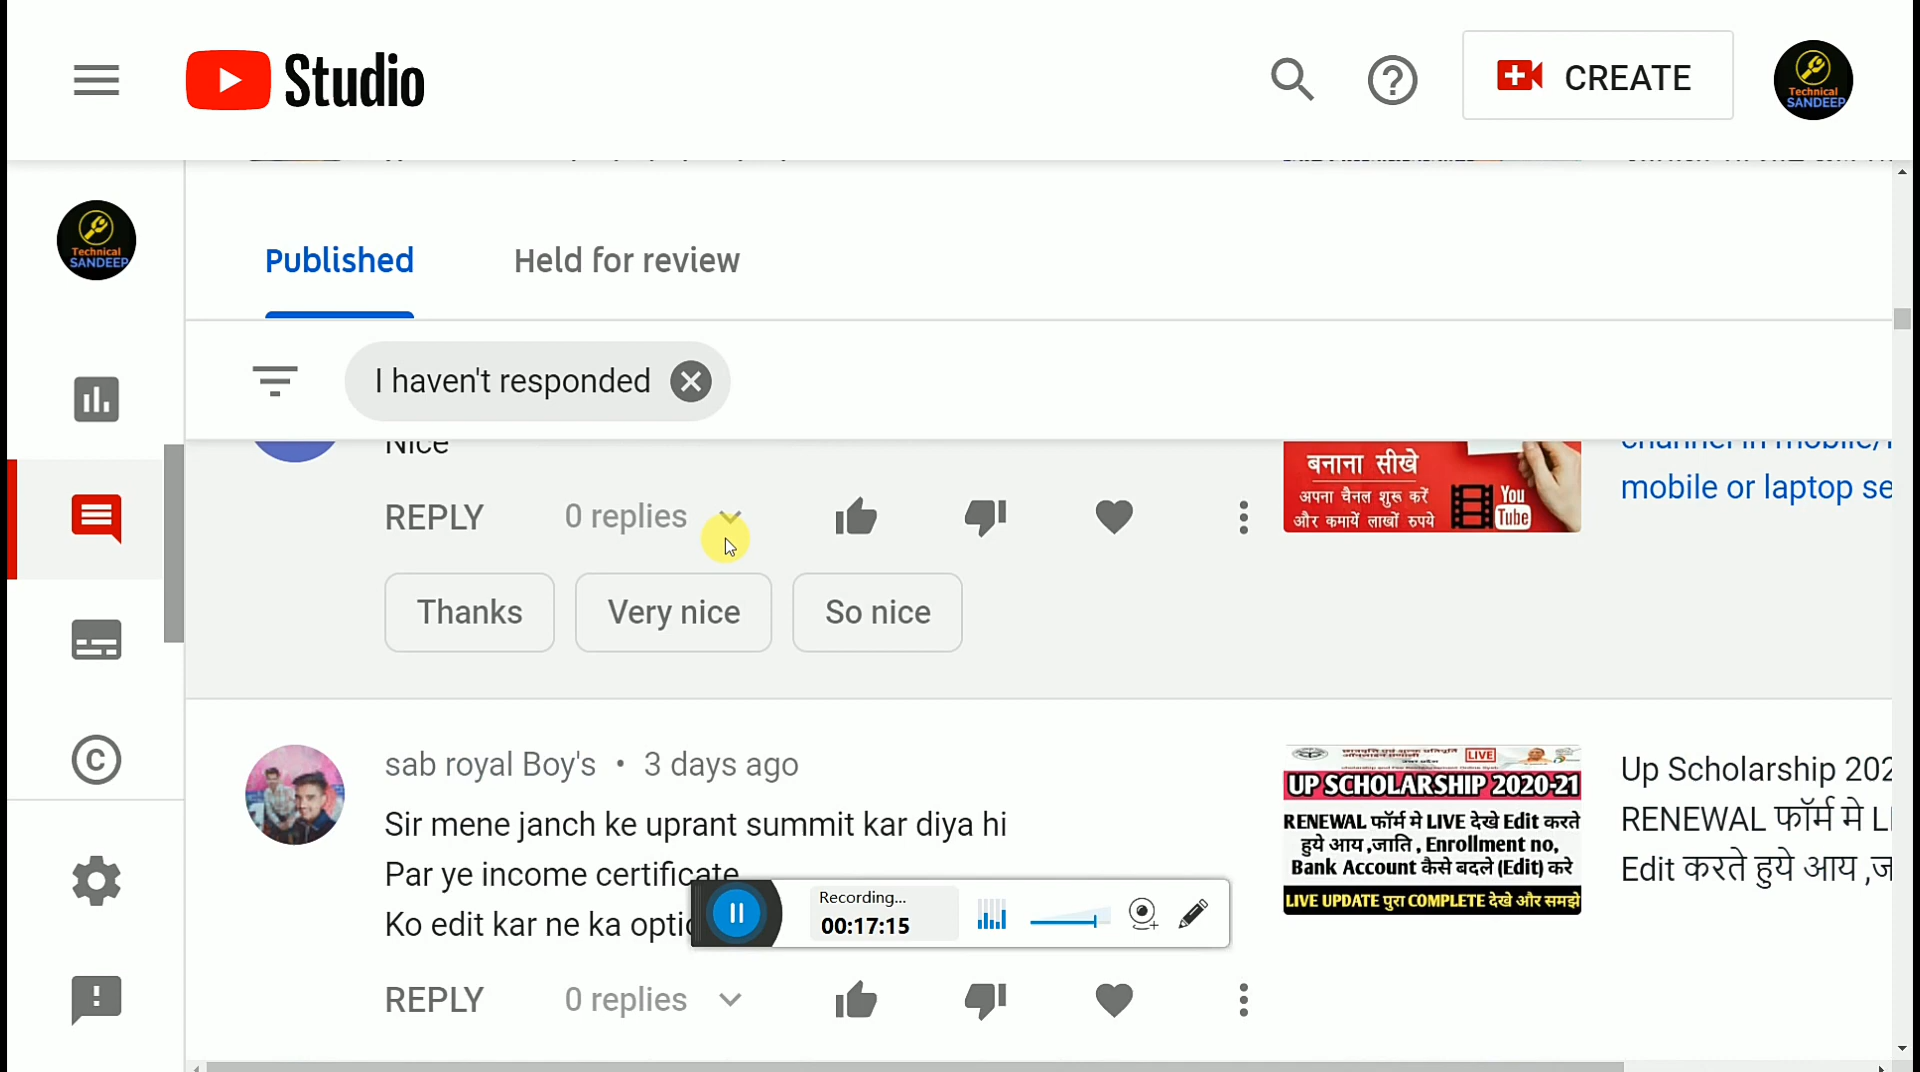 Studio
CREATE
Technical
SANDEEP
Technical
SANDEEP
Published
Held for review
I haven't responded
Nice
REPLY
0 replies
बनाना सीखे
अपना चैनल शुरू करें
और कमायें लाखों रुपये
You
Tube
mobile or laptop se
Thanks
Very nice
So nice
sab royal Boy's • 3 days ago
Sir mene janch ke uprant summit kar diya hi
Par ye income certificate
Ko edit kar ne ka optio
LIVE
UP SCHOLARSHIP 2020-21
RENEWAL फॉर्म मे LIVE देखे Edit करते
हुये आय ,जाति , Enrollment no,
Bank Account कैसे बदले (Edit) करे
LIVE UPDATE पुरा COMPLETE देखे और समझे
Up Scholarship 202
RENEWAL फॉर्म मे LI
Edit करते हुये आय ,ज
Recording...
00:17:15
REPLY
0 replies